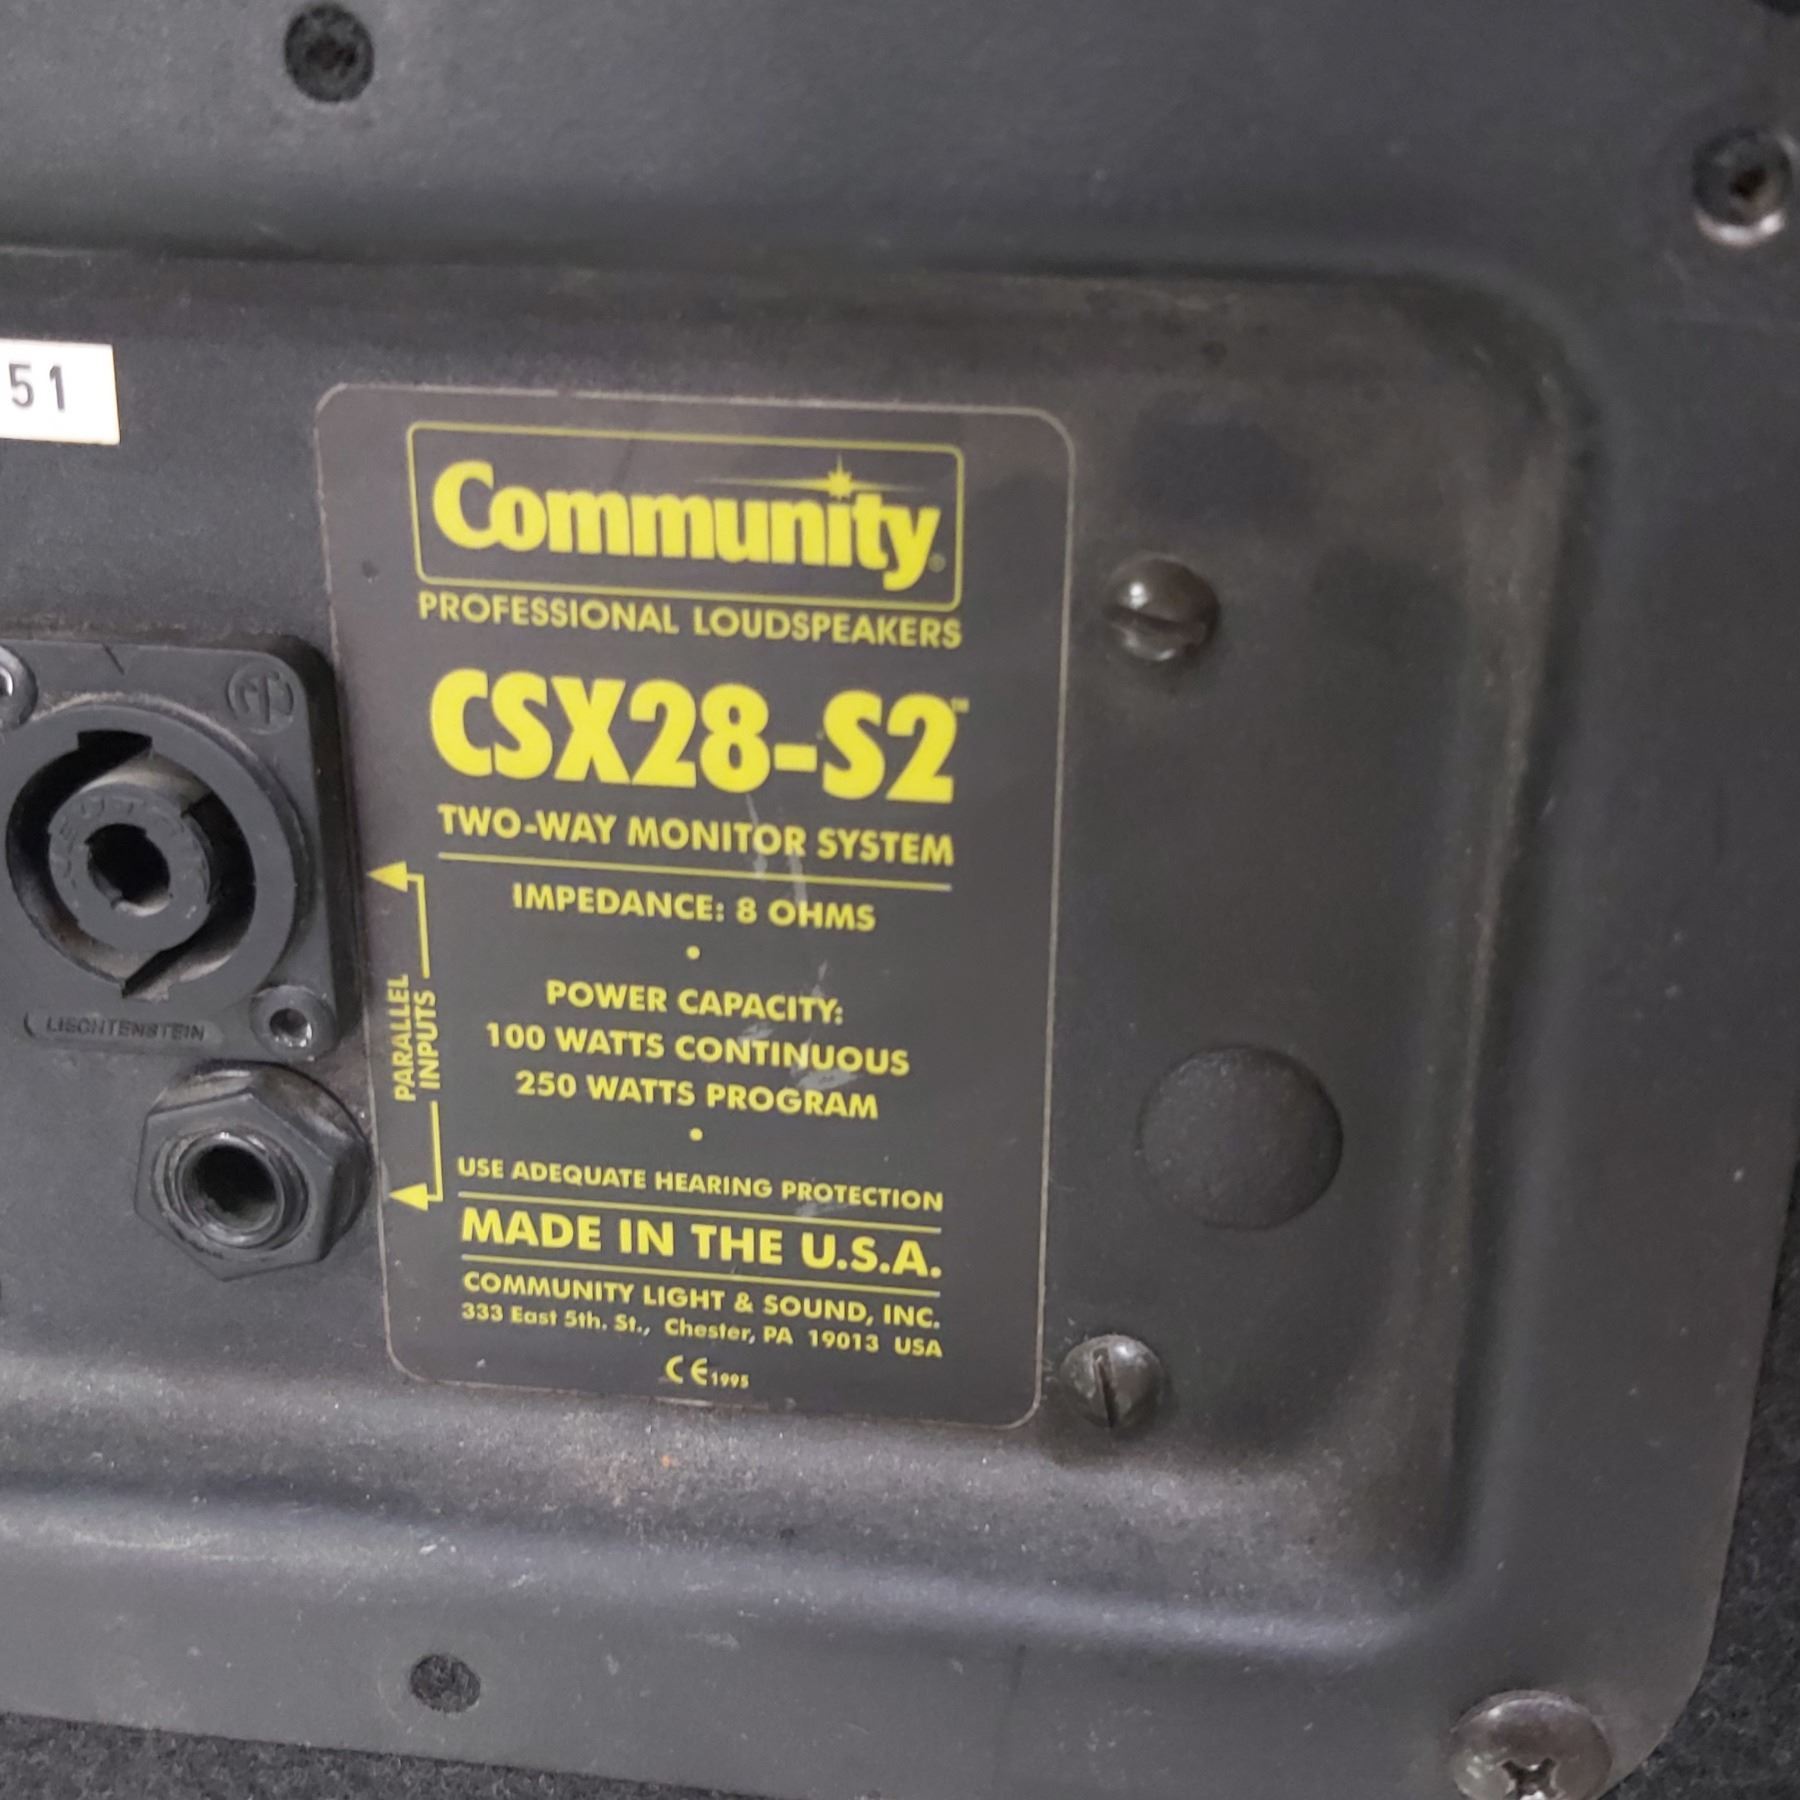 51
Community®
PROFESSIONAL LOUDSPEAKERS
CSX28-S2™
TWO-WAY MONITOR SYSTEM
IMPEDANCE: 8 OHMS
•
POWER CAPACITY:
100 WATTS CONTINUOUS
250 WATTS PROGRAM
•
PARALLEL
INPUTS
USE ADEQUATE HEARING PROTECTION
MADE IN THE U.S.A.
COMMUNITY LIGHT & SOUND, INC.
333 East 5th. St., Chester, PA 19013 USA
CE 1995
LIECHTENSTEIN